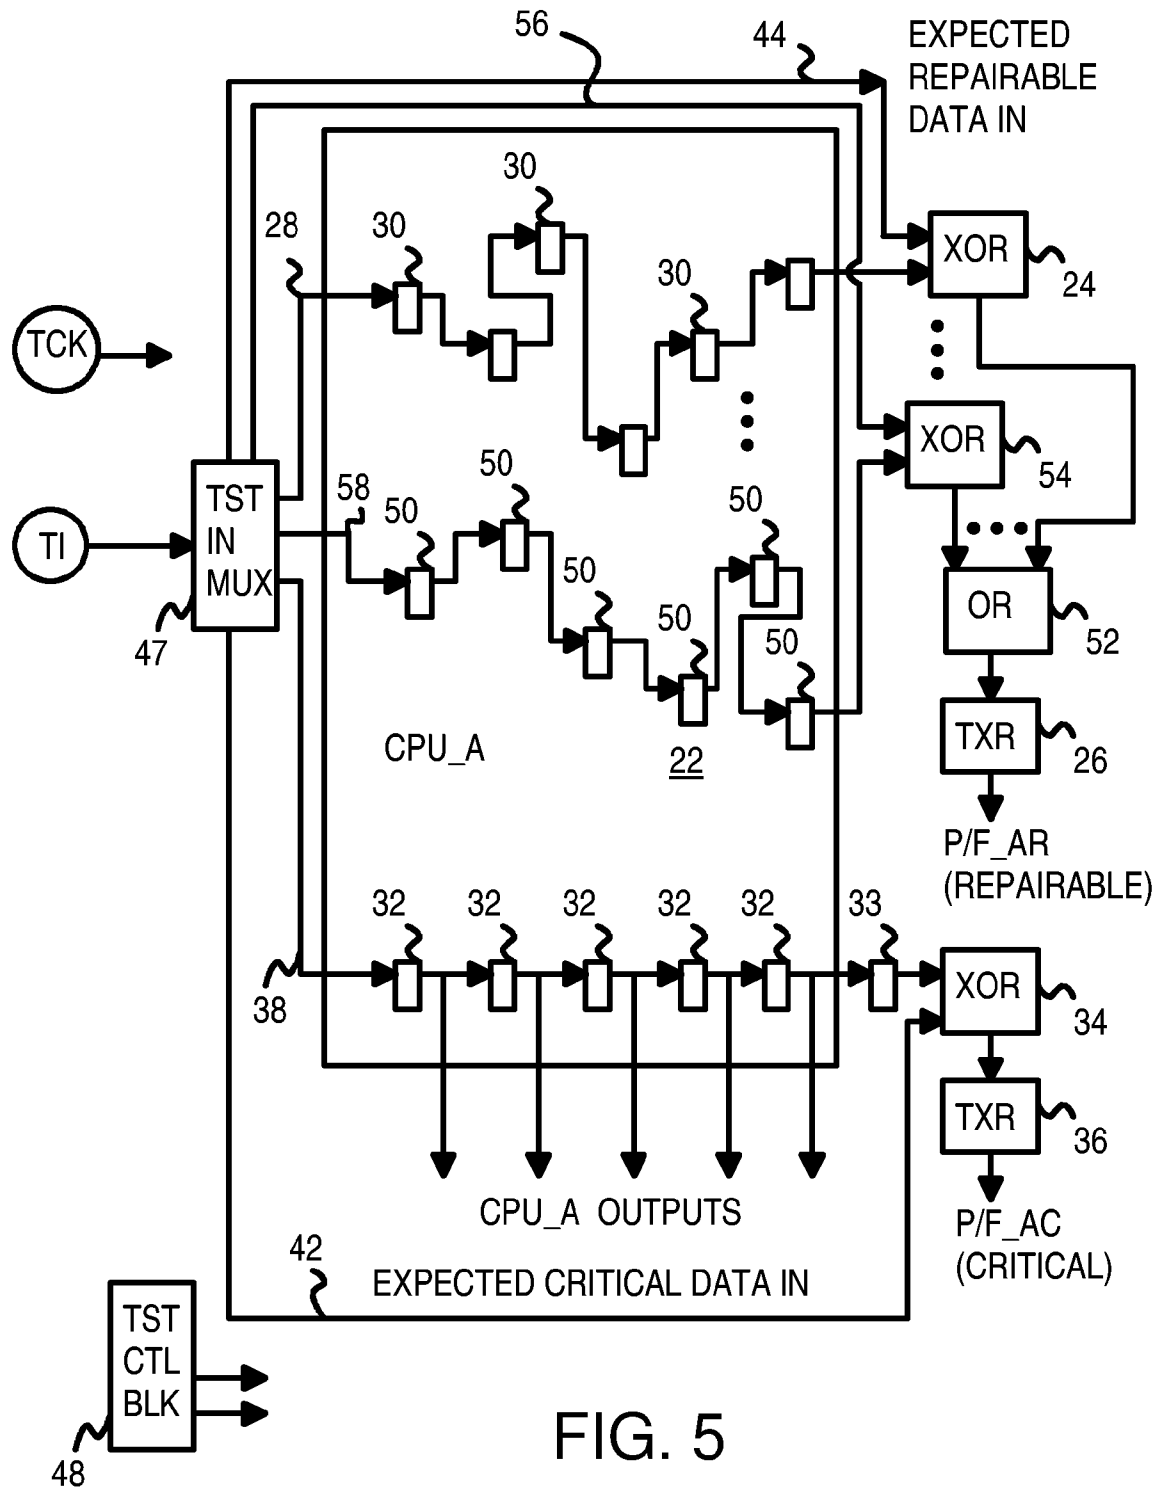 56
44
EXPECTED
REPAIRABLE
DATA IN
30
28
30
30
XOR
24
TCK
XOR
54
50
58
50
50
TST
IN
MUX
TI
50
50
50
OR
52
47
CPU_A
22
TXR
26
P/F_AR
(REPAIRABLE)
32
32
32
32
32
33
38
XOR
34
TXR
36
CPU_A OUTPUTS
P/F_AC
(CRITICAL)
42
EXPECTED CRITICAL DATA IN
TST
CTL
BLK
48
FIG. 5